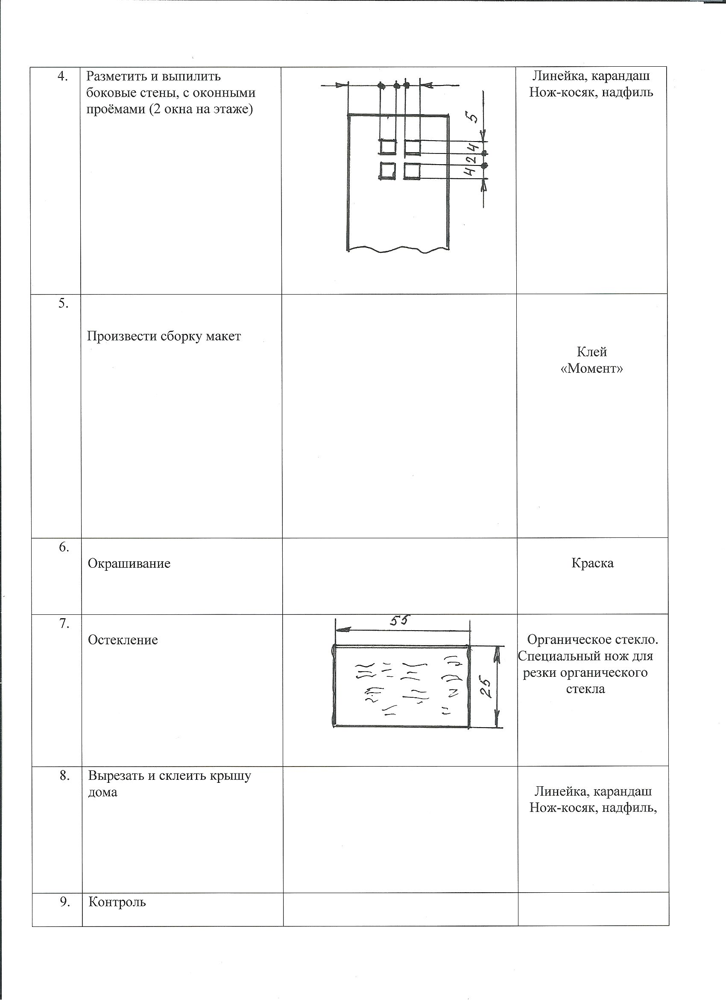 4.
Разметить и выпилить
боковые стены, с оконными
проёмами (2 окна на этаже)
5
4
2
4
Линейка, карандаш
Нож-косяк, надфиль
5.
Произвести сборку макет
Клей
«Момент»
6.
Окрашивание
Краска
7.
Остекление
55
25
Органическое стекло.
Специальный нож для
резки органического
стекла
8.
Вырезать и склеить крышу
дома
Линейка, карандаш
Нож-косяк, надфиль,
9.
Контроль